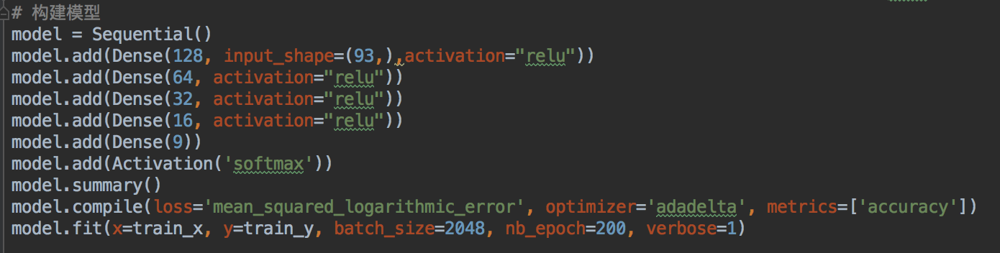 # 构建模型
model = Sequential()
model.add(Dense(128, input_shape=(93,),activation="relu"))
model.add(Dense(64, activation="relu"))
model.add(Dense(32, activation="relu"))
model.add(Dense(16, activation="relu"))
model.add(Dense(9))
model.add(Activation('softmax'))
model.summary()
model.compile(loss='mean_squared_logarithmic_error', optimizer='adadelta', metrics=['accuracy'])
model.fit(x=train_x, y=train_y, batch_size=2048, nb_epoch=200, verbose=1)